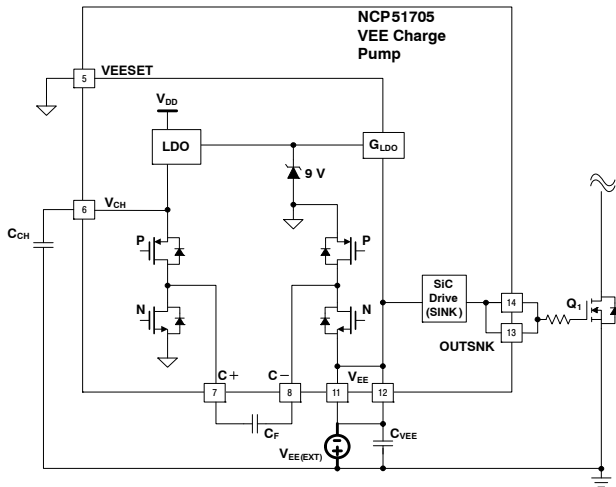 NCP51705
VEE Charge
Pump
5
VEESET
VDD
LDO
GLDO
9 V
6
VCH
CCH
P
P
N
N
SiC
Drive
(SINK)
14
13
Q1
OUTSNK
C+
C−
VEE
7
8
11
12
CF
CVEE
VEE(EXT)